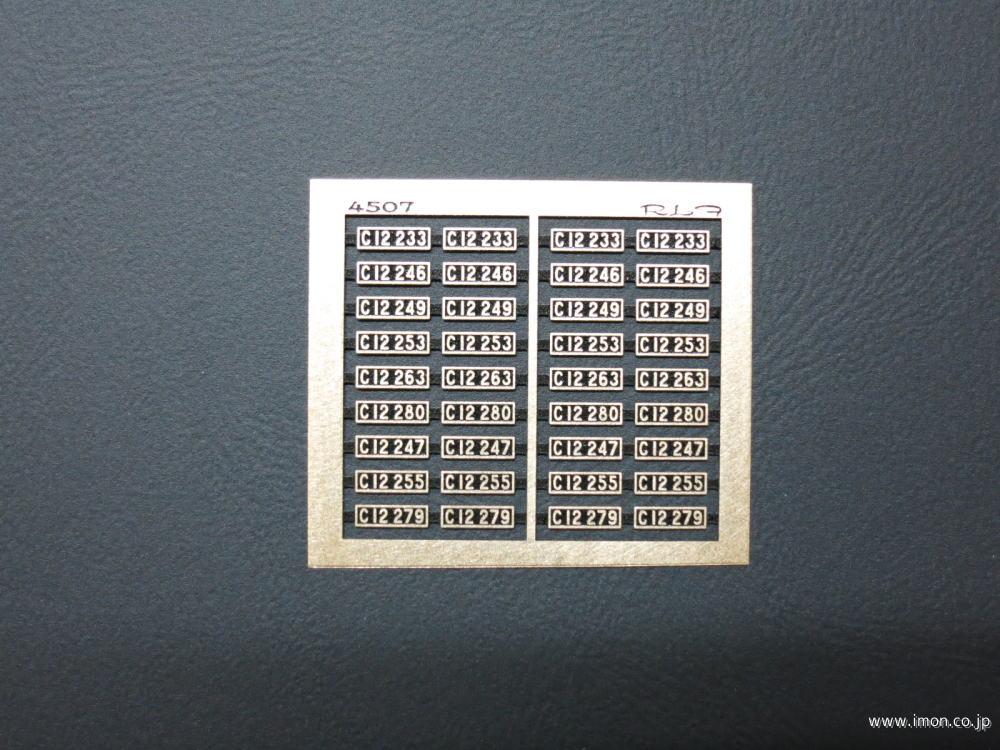 4507 RLF
C12 233 C12 233 C12 233 C12 233
C12 246 C12 246 C12 246 C12 246
C12 249 C12 249 C12 249 C12 249
C12 253 C12 253 C12 253 C12 253
C12 263 C12 263 C12 263 C12 263
C12 280 C12 280 C12 280 C12 280
C12 247 C12 247 C12 247 C12 247
C12 255 C12 255 C12 255 C12 255
C12 279 C12 279 C12 279 C12 279
www.imon.co.jp